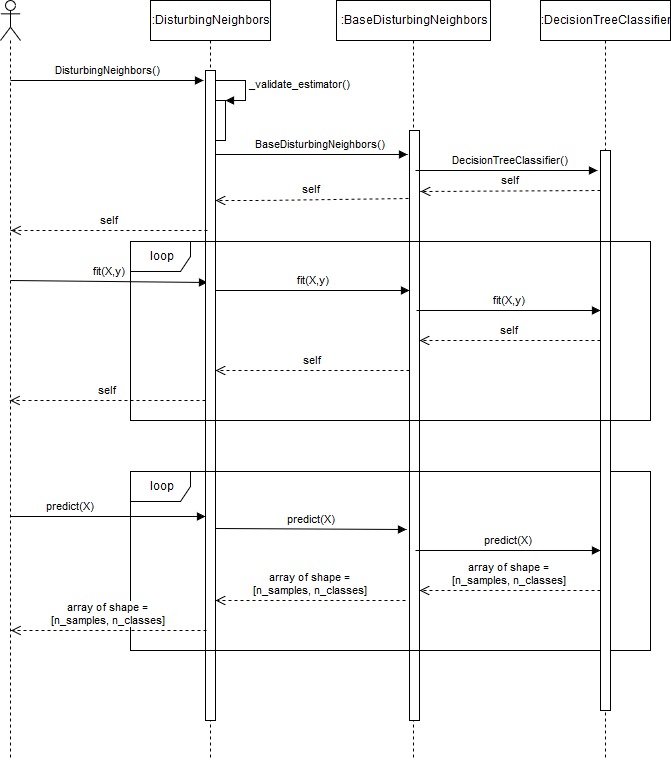 :DisturbingNeighbors
:BaseDisturbingNeighbors
:DecisionTreeClassifier
DisturbingNeighbors()
_validate_estimator()
BaseDisturbingNeighbors()
DecisionTreeClassifier()
self
self
self
loop
fit(X,y)
fit(X,y)
fit(X,y)
self
self
self
loop
predict(X)
predict(X)
predict(X)
array of shape =
[n_samples, n_classes]
array of shape =
[n_samples, n_classes]
array of shape =
[n_samples, n_classes]